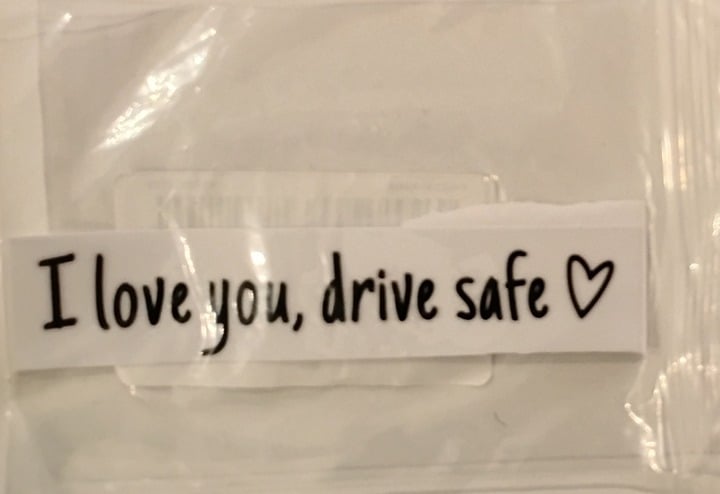 I love you, drive safe ♡